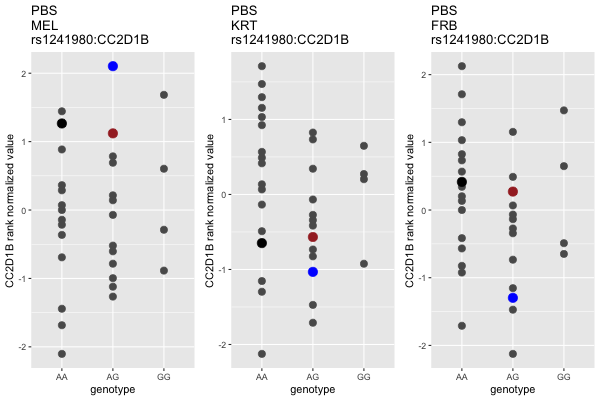 PBS
MEL
rs1241980:CC2D1B
CC2D1B rank normalized value
2
1
0
-1
-2
AA
AG
GG
genotype
PBS
KRT
rs1241980:CC2D1B
CC2D1B rank normalized value
1
0
-1
-2
AA
AG
GG
genotype
PBS
FRB
rs1241980:CC2D1B
CC2D1B rank normalized value
2
1
0
-1
-2
AA
AG
GG
genotype